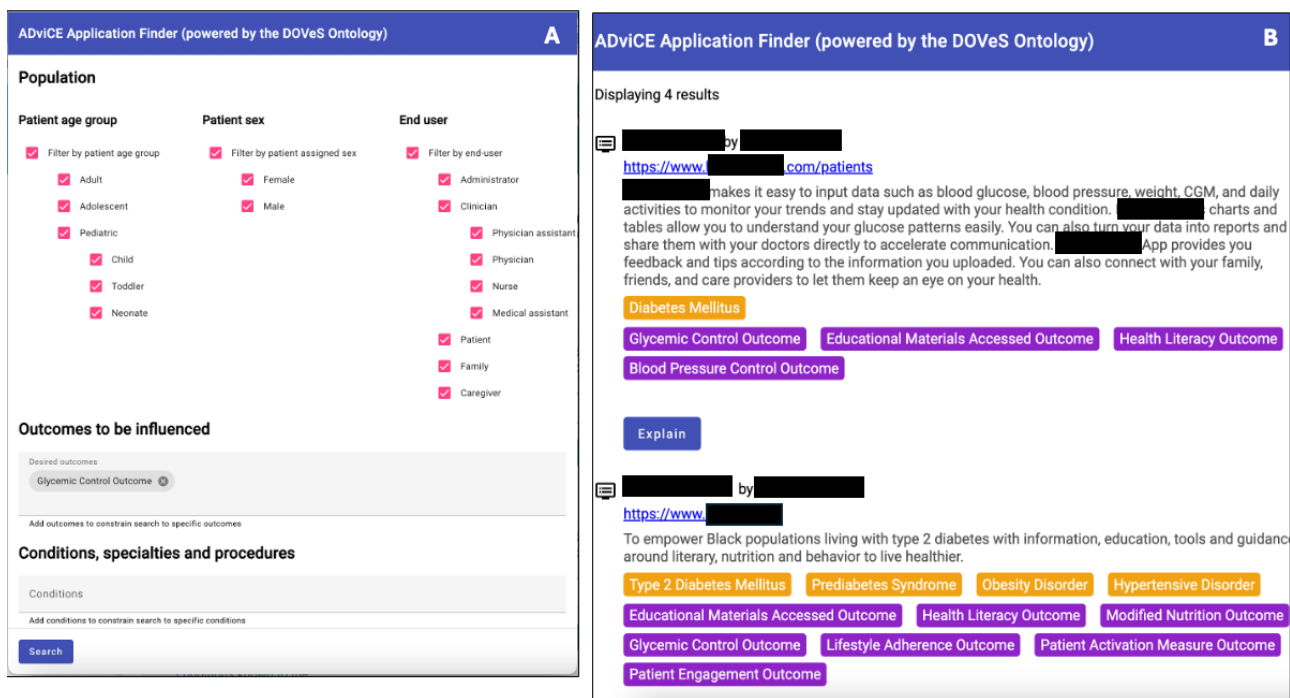 ADviCE Application Finder (powered by the DOVeS Ontology) A
Population
Patient age group Patient sex End user
Filter by patient age group Filter by patient assigned sex Filter by end-user
Adult Female Administrator
Adolescent Male Clinician
Pediatric Physician assistant
Child Physician
Toddler Nurse
Neonate Medical assistant
Patient
Family
Caregiver
Outcomes to be influenced
Desired outcomes
Glycemic Control Outcome
Add outcomes to constrain search to specific outcomes
Conditions, specialties and procedures
Conditions
Add conditions to constrain search to specific conditions
Search
ADviCE Application Finder (powered by the DOVeS Ontology) B
Displaying 4 results
by
https://www. .com/patients
makes it easy to input data such as blood glucose, blood pressure, weight, CGM, and daily
activities to monitor your trends and stay updated with your health condition. charts and
tables allow you to understand your glucose patterns easily. You can also turn your data into reports and
share them with your doctors directly to accelerate communication. App provides you
feedback and tips according to the information you uploaded. You can also connect with your family,
friends, and care providers to let them keep an eye on your health.
Diabetes Mellitus
Glycemic Control Outcome Educational Materials Accessed Outcome Health Literacy Outcome
Blood Pressure Control Outcome
Explain
by
https://www.
To empower Black populations living with type 2 diabetes with information, education, tools and guidance
around literary, nutrition and behavior to live healthier.
Type 2 Diabetes Mellitus Prediabetes Syndrome Obesity Disorder Hypertensive Disorder
Educational Materials Accessed Outcome Health Literacy Outcome Modified Nutrition Outcome
Glycemic Control Outcome Lifestyle Adherence Outcome Patient Activation Measure Outcome
Patient Engagement Outcome